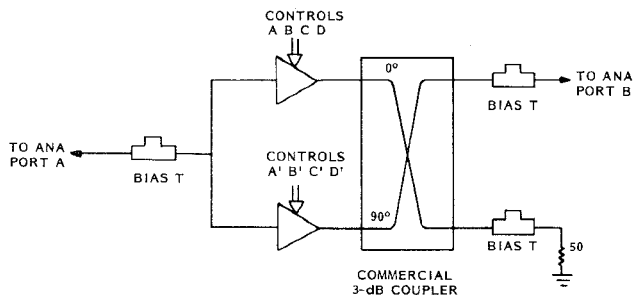 CONTROLS
A B C D
0°
TO ANA
PORT B
BIAS T
TO ANA
PORT A
BIAS T
CONTROLS
A' B' C' D'
90°
BIAS T
50
COMMERCIAL
3-dB COUPLER